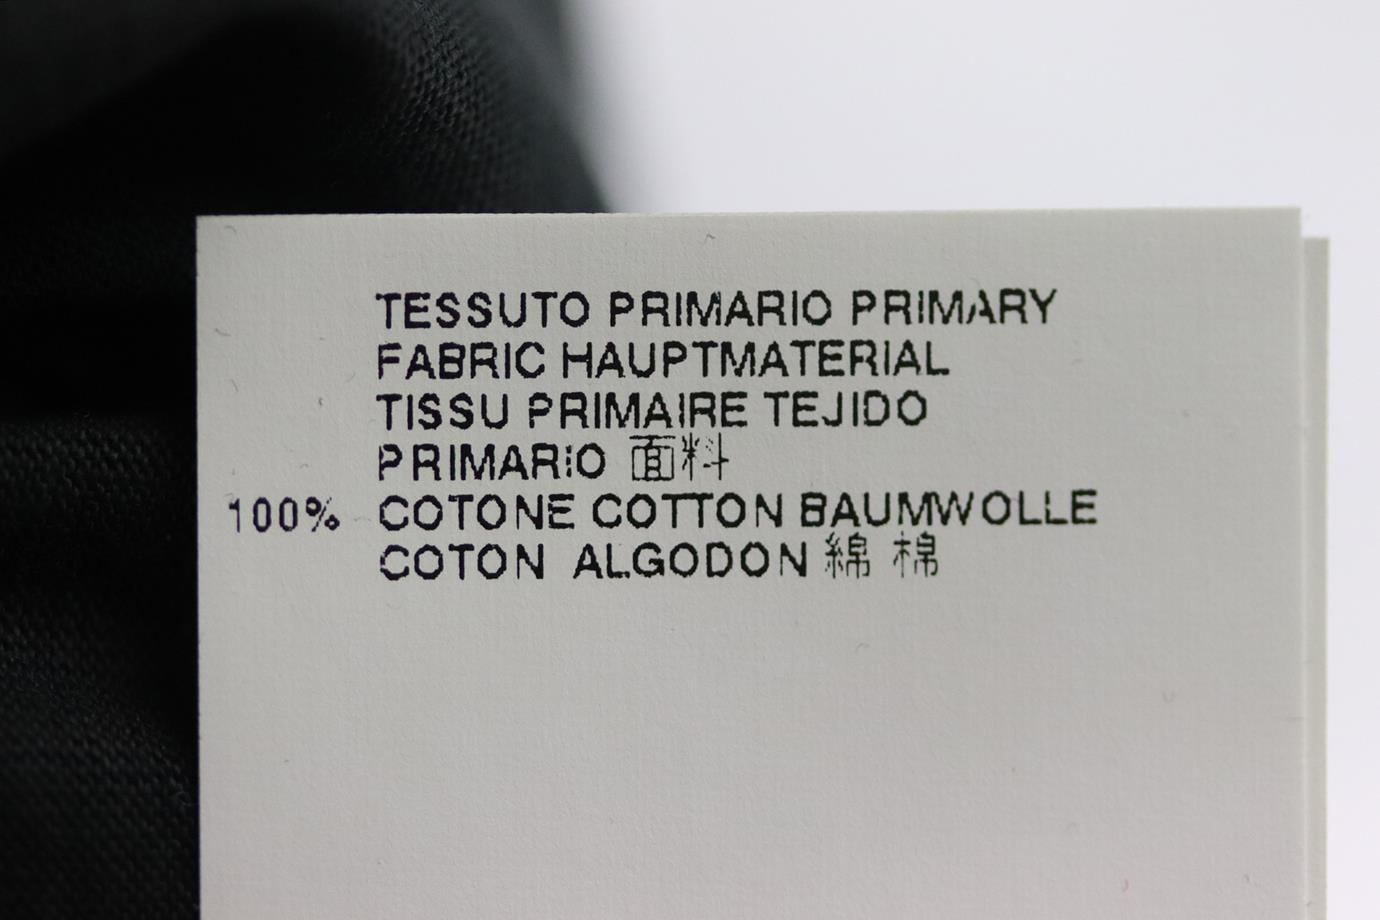 TESSUTO PRIMARIO PRIMARY
FABRIC HAUPTMATERIAL
TISSU PRIMAIRE TEJIDO
PRIMARIO 面料
100% COTONE COTTON BAUMWOLLE
COTON ALGODON 綿 棉